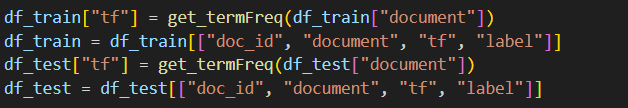 df_train["tf"] = get_termFreq(df_train["document"])
df_train = df_train[["doc_id", "document", "tf", "label"]]
df_test["tf"] = get_termFreq(df_test["document"])
df_test = df_test[["doc_id", "document", "tf", "label"]]